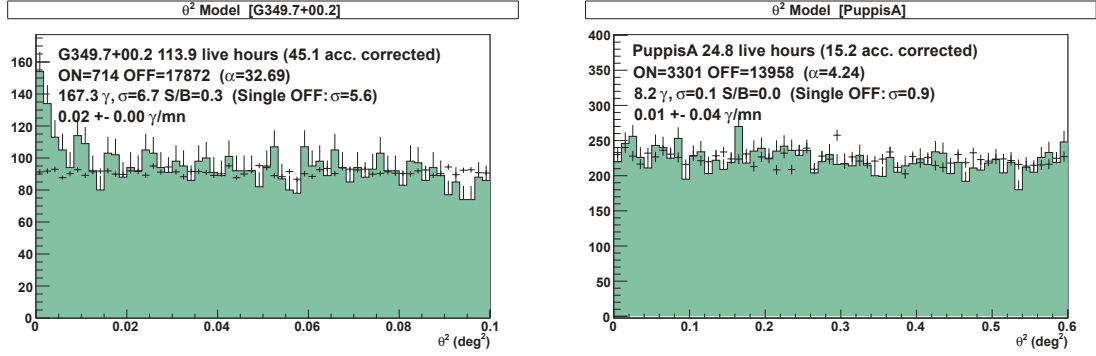 θ² Model [G349.7+00.2]
G349.7+00.2 113.9 live hours (45.1 acc. corrected)
ON=714 OFF=17872 (α=32.69)
167.3 γ, σ=6.7 S/B=0.3 (Single OFF: σ=5.6)
0.02 +- 0.00 γ/mn
160
140
120
100
80
60
40
20
0
0 0.02 0.04 0.06 0.08 0.1
θ² (deg²)
θ² Model [PuppisA]
PuppisA 24.8 live hours (15.2 acc. corrected)
ON=3301 OFF=13958 (α=4.24)
8.2 γ, σ=0.1 S/B=0.0 (Single OFF: σ=0.9)
0.01 +- 0.04 γ/mn
400
350
300
250
200
150
100
50
0
0 0.1 0.2 0.3 0.4 0.5 0.6
θ² (deg²)